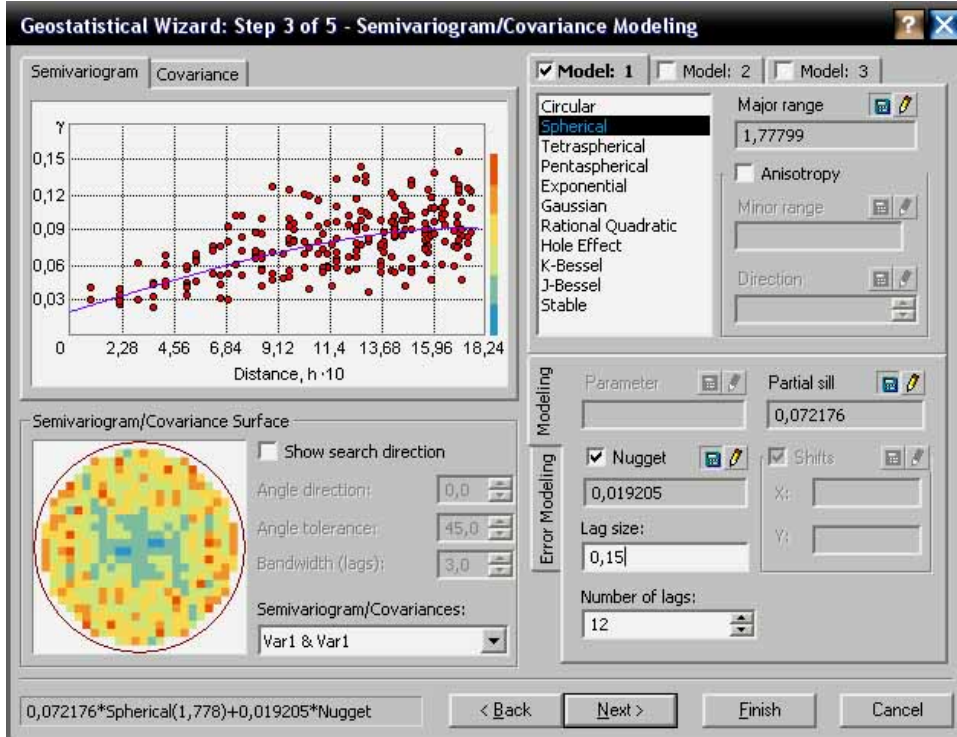 Geostatistical Wizard: Step 3 of 5 - Semivariogram/Covariance Modeling
Semivariogram
Covariance
γ
0,15
0,12
0,09
0,06
0,03
0 2,28 4,56 6,84 9,12 11,4 13,68 15,96 18,24
Distance, h ·10
Semivariogram/Covariance Surface
Show search direction
Angle direction: 0,0
Angle tolerance: 45,0
Bandwidth (lags): 3,0
Semivariogram/Covariances:
Var1 & Var1
Model: 1
Model: 2
Model: 3
Circular
Spherical
Tetraspherical
Pentaspherical
Exponential
Gaussian
Rational Quadratic
Hole Effect
K-Bessel
J-Bessel
Stable
Major range
1,77799
Anisotropy
Minor range
Direction:
Modeling
Error Modeling
Parameter
Partial sill
0,072176
Nugget
0,019205
Shifts
X:
Y:
Lag size:
0,15
Number of lags:
12
0,072176*Spherical(1,778)+0,019205*Nugget
< Back
Next >
Finish
Cancel